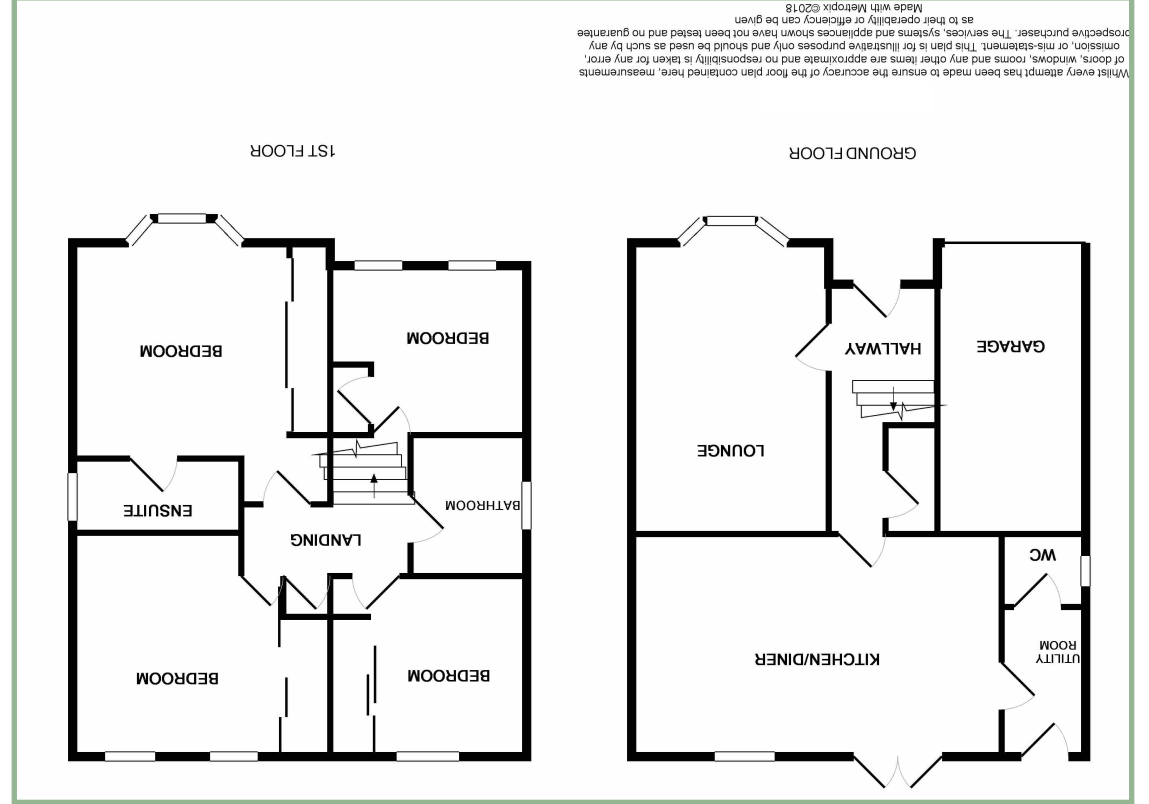 KITCHEN/DINER
UTILITY
ROOM
WC
LOUNGE
GARAGE
HALLWAY
GROUND FLOOR
BEDROOM
BEDROOM
LANDING
BATHROOM
ENSUITE
BEDROOM
BEDROOM
1ST FLOOR
Whilst every attempt has been made to ensure the accuracy of the floor plan contained here, measurements
of doors, windows, rooms and any other items are approximate and no responsibility is taken for any error,
omission, or mis-statement. This plan is for illustrative purposes only and should be used as such by any
prospective purchaser. The services, systems and appliances shown have not been tested and no guarantee
as to their operability or efficiency can be given
Made with Metropix ©2018